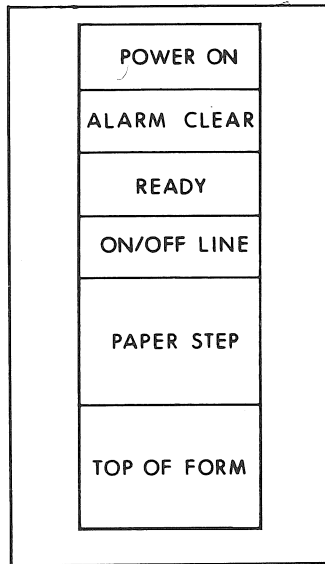 POWER ON
ALARM CLEAR
READY
ON/OFF LINE
PAPER STEP
TOP OF FORM